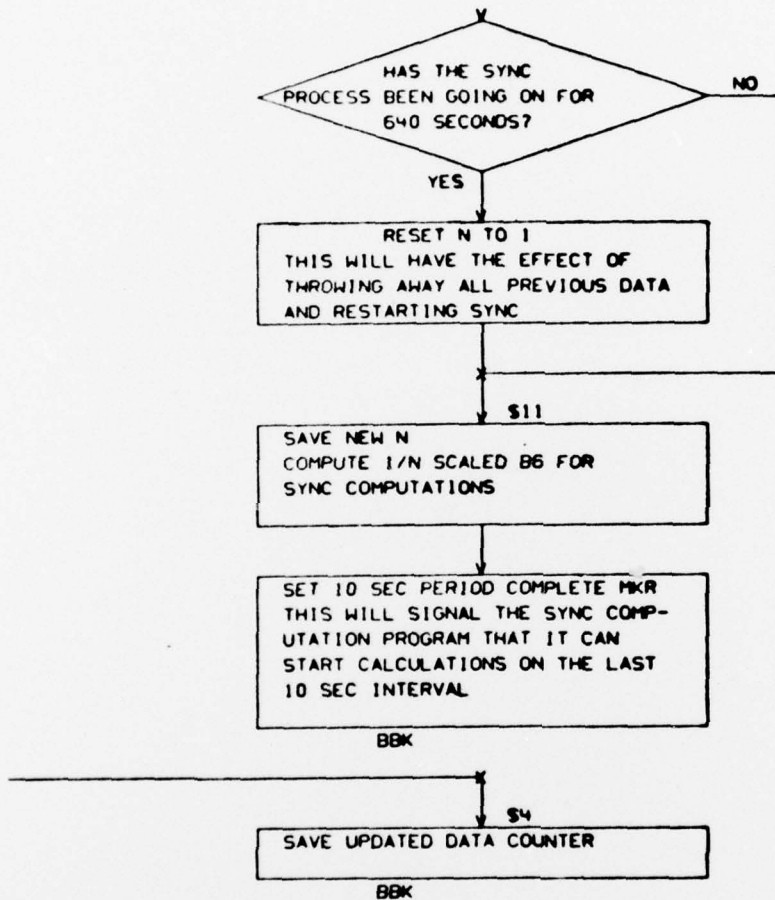 HAS THE SYNC
PROCESS BEEN GOING ON FOR
640 SECONDS?
NO
YES
RESET N TO 1
THIS WILL HAVE THE EFFECT OF
THROWING AWAY ALL PREVIOUS DATA
AND RESTARTING SYNC
$11
SAVE NEW N
COMPUTE 1/N SCALED B6 FOR
SYNC COMPUTATIONS
SET 10 SEC PERIOD COMPLETE MKR
THIS WILL SIGNAL THE SYNC COMP-
UTATION PROGRAM THAT IT CAN
START CALCULATIONS ON THE LAST
10 SEC INTERVAL
BBK
$4
SAVE UPDATED DATA COUNTER
BBK